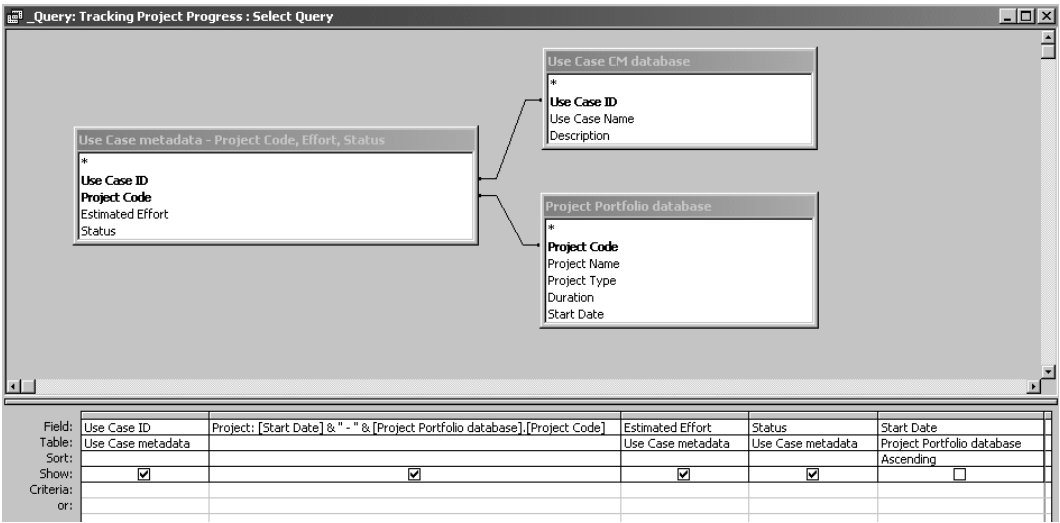 _Query: Tracking Project Progress : Select Query
Use Case CM database
*
Use Case ID
Use Case Name
Description
Use Case metadata - Project Code, Effort, Status
*
Use Case ID
Project Code
Estimated Effort
Status
Project Portfolio database
*
Project Code
Project Name
Project Type
Duration
Start Date
Field: Use Case ID Project: [Start Date] & " - " & [Project Portfolio database].[Project Code] Estimated Effort Status Start Date
Table: Use Case metadata Use Case metadata Use Case metadata Project Portfolio database
Sort: Ascending
Show:
Criteria:
or: